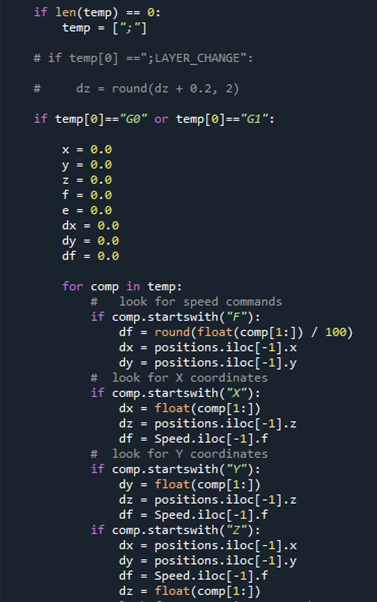 if len(temp) == 0:
temp = [";"]
# if temp[0] ==";LAYER_CHANGE":
#     dz = round(dz + 0.2, 2)
if temp[0]=="G0" or temp[0]=="G1":
x = 0.0
y = 0.0
z = 0.0
f = 0.0
e = 0.0
dx = 0.0
dy = 0.0
df = 0.0
for comp in temp:
#   look for speed commands
if comp.startswith("F"):
df = round(float(comp[1:]) / 100)
dx = positions.iloc[-1].x
dy = positions.iloc[-1].y
#  look for X coordinates
if comp.startswith("X"):
dx = float(comp[1:])
dz = positions.iloc[-1].z
df = Speed.iloc[-1].f
#  look for Y coordinates
if comp.startswith("Y"):
dy = float(comp[1:])
dz = positions.iloc[-1].z
df = Speed.iloc[-1].f
if comp.startswith("Z"):
dx = positions.iloc[-1].x
dy = positions.iloc[-1].y
df = Speed.iloc[-1].f
dz = float(comp[1:])